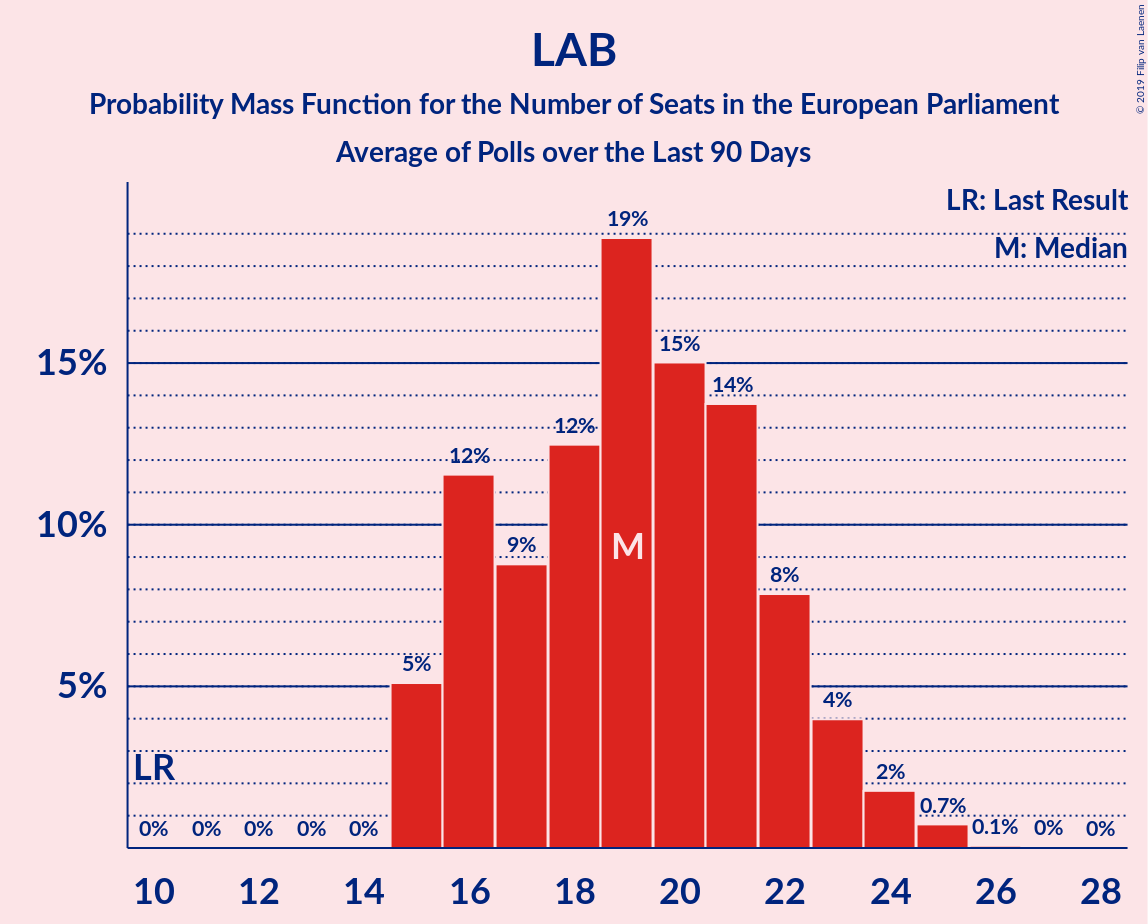 LAB
Probability Mass Function for the Number of Seats in the European Parliament
Average of Polls over the Last 90 Days
© 2019 Filip van Laenen
LR: Last Result
M: Median
15%
10%
5%
LR
0%
0%
0%
0%
0%
5%
12%
9%
12%
19%
M
15%
14%
8%
4%
2%
0.7%
0.1%
0%
0%
10 12 14 16 18 20 22 24 26 28